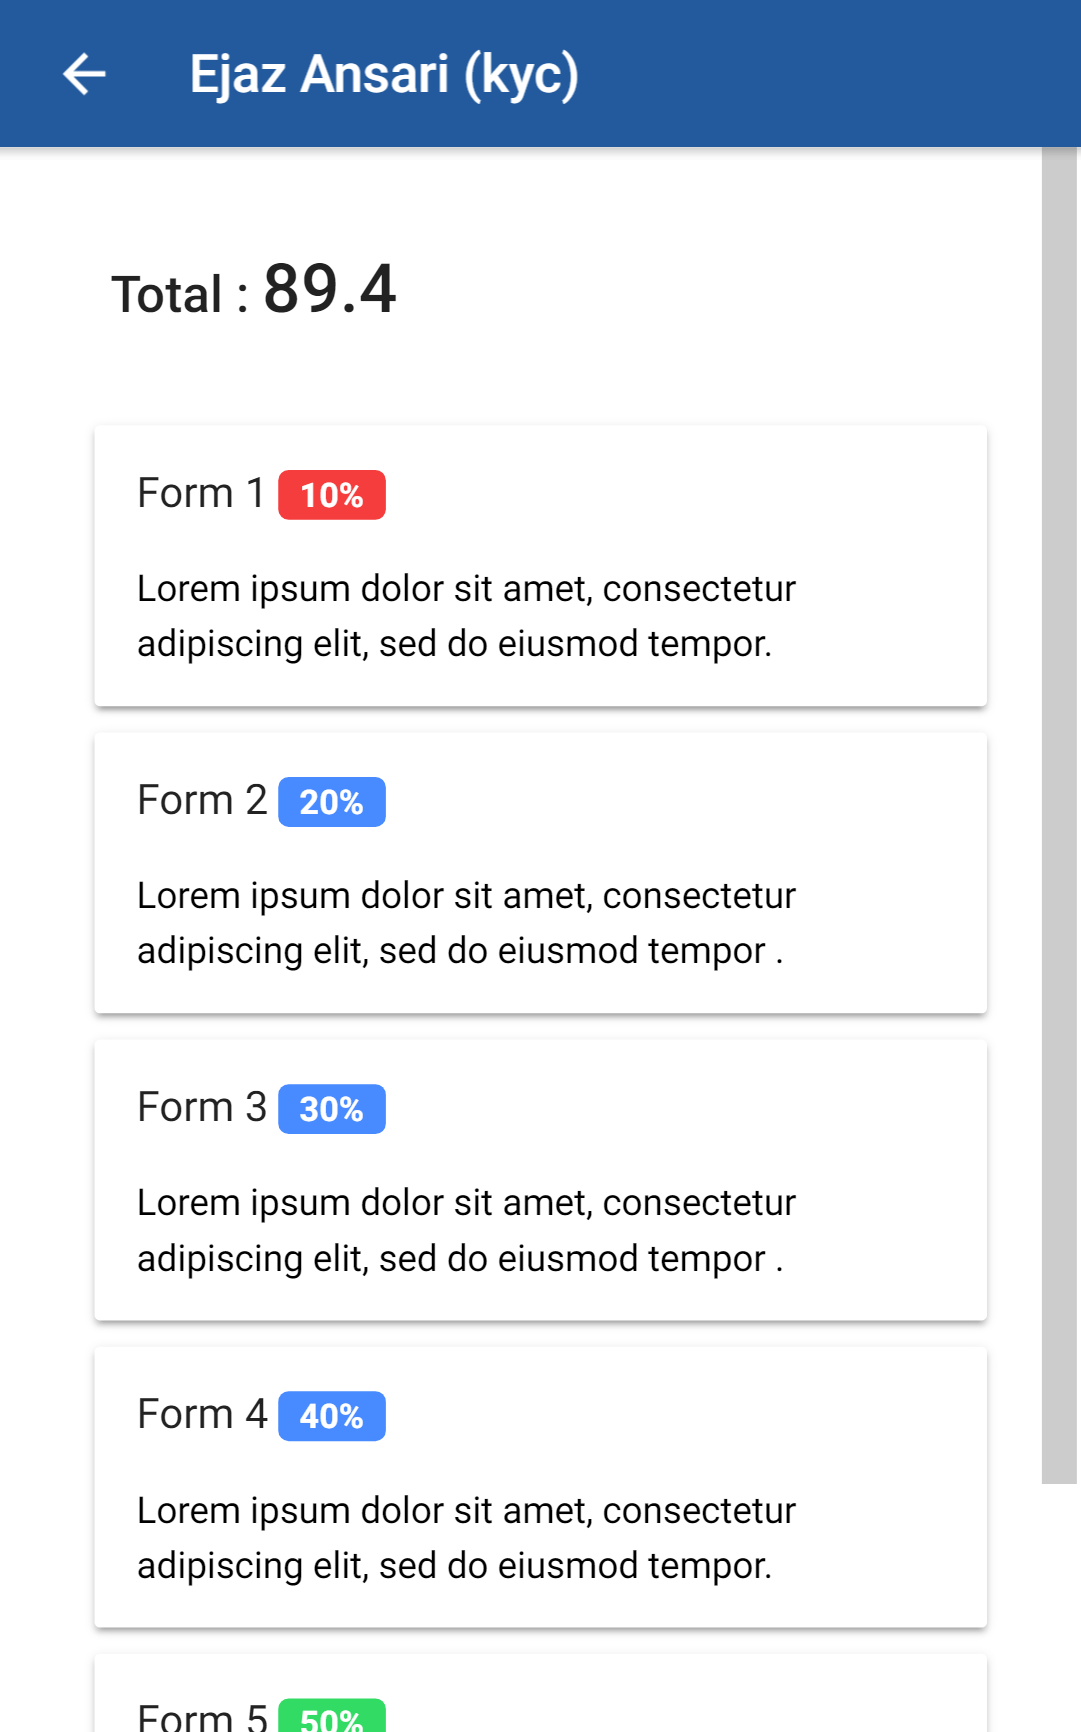 Ejaz Ansari (kyc)
Total : 89.4
Form 1 10%
Lorem ipsum dolor sit amet, consectetur
adipiscing elit, sed do eiusmod tempor.
Form 2 20%
Lorem ipsum dolor sit amet, consectetur
adipiscing elit, sed do eiusmod tempor .
Form 3 30%
Lorem ipsum dolor sit amet, consectetur
adipiscing elit, sed do eiusmod tempor .
Form 4 40%
Lorem ipsum dolor sit amet, consectetur
adipiscing elit, sed do eiusmod tempor.
Form 5 50%